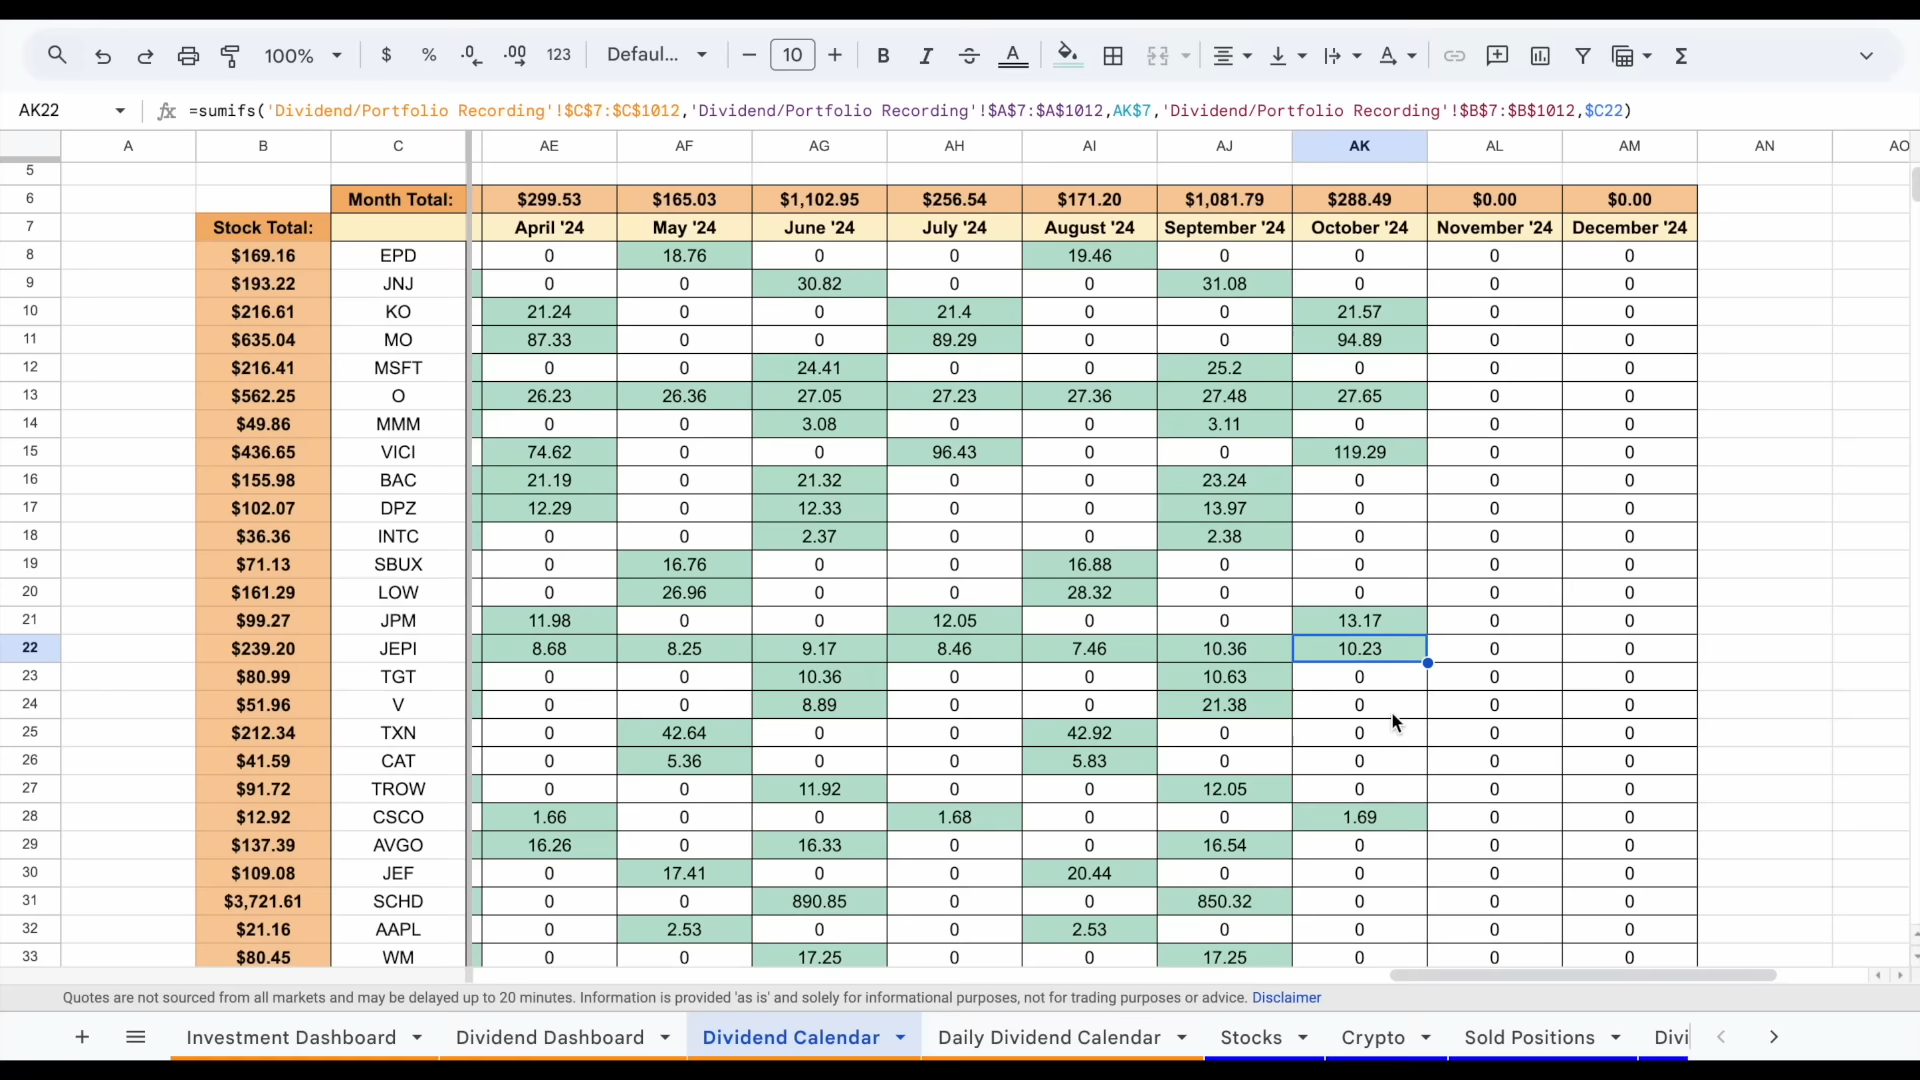 100% $ % .0 .00 123 Defaul... 10 B I A A Σ
AK22 fx =sumifs('Dividend/Portfolio Recording'!$C$7:$C$1012,'Dividend/Portfolio Recording'!$A$7:$A$1012,AK$7,'Dividend/Portfolio Recording'!$B$7:$B$1012,$C22)
A B C AE AF AG AH AI AJ AK AL AM AN AO
5
6 Month Total: $299.53 $165.03 $1,102.95 $256.54 $171.20 $1,081.79 $288.49 $0.00 $0.00
7 Stock Total: April '24 May '24 June '24 July '24 August '24 September '24 October '24 November '24 December '24
8 $169.16 EPD 0 18.76 0 0 19.46 0 0 0 0
9 $193.22 JNJ 0 0 30.82 0 0 31.08 0 0 0
10 $216.61 KO 21.24 0 0 21.4 0 0 21.57 0 0
11 $635.04 MO 87.33 0 0 89.29 0 0 94.89 0 0
12 $216.41 MSFT 0 0 24.41 0 0 25.2 0 0 0
13 $562.25 O 26.23 26.36 27.05 27.23 27.36 27.48 27.65 0 0
14 $49.86 MMM 0 0 3.08 0 0 3.11 0 0 0
15 $436.65 VICI 74.62 0 0 96.43 0 0 119.29 0 0
16 $155.98 BAC 21.19 0 21.32 0 0 23.24 0 0 0
17 $102.07 DPZ 12.29 0 12.33 0 0 13.97 0 0 0
18 $36.36 INTC 0 0 2.37 0 0 2.38 0 0 0
19 $71.13 SBUX 0 16.76 0 0 16.88 0 0 0 0
20 $161.29 LOW 0 26.96 0 0 28.32 0 0 0 0
21 $99.27 JPM 11.98 0 0 12.05 0 0 13.17 0 0
22 $239.20 JEPI 8.68 8.25 9.17 8.46 7.46 10.36 10.23 0 0
23 $80.99 TGT 0 0 10.36 0 0 10.63 0 0 0
24 $51.96 V 0 0 8.89 0 0 21.38 0 0 0
25 $212.34 TXN 0 42.64 0 0 42.92 0 0 0 0
26 $41.59 CAT 0 5.36 0 0 5.83 0 0 0 0
27 $91.72 TROW 0 0 11.92 0 0 12.05 0 0 0
28 $12.92 CSCO 1.66 0 0 1.68 0 0 1.69 0 0
29 $137.39 AVGO 16.26 0 16.33 0 0 16.54 0 0 0
30 $109.08 JEF 0 17.41 0 0 20.44 0 0 0 0
31 $3,721.61 SCHD 0 0 890.85 0 0 850.32 0 0 0
32 $21.16 AAPL 0 2.53 0 0 2.53 0 0 0 0
33 $80.45 WM 0 0 17.25 0 0 17.25 0 0 0
Quotes are not sourced from all markets and may be delayed up to 20 minutes. Information is provided 'as is' and solely for informational purposes, not for trading purposes or advice. Disclaimer
Investment Dashboard Dividend Dashboard Dividend Calendar Daily Dividend Calendar Stocks Crypto Sold Positions Divi